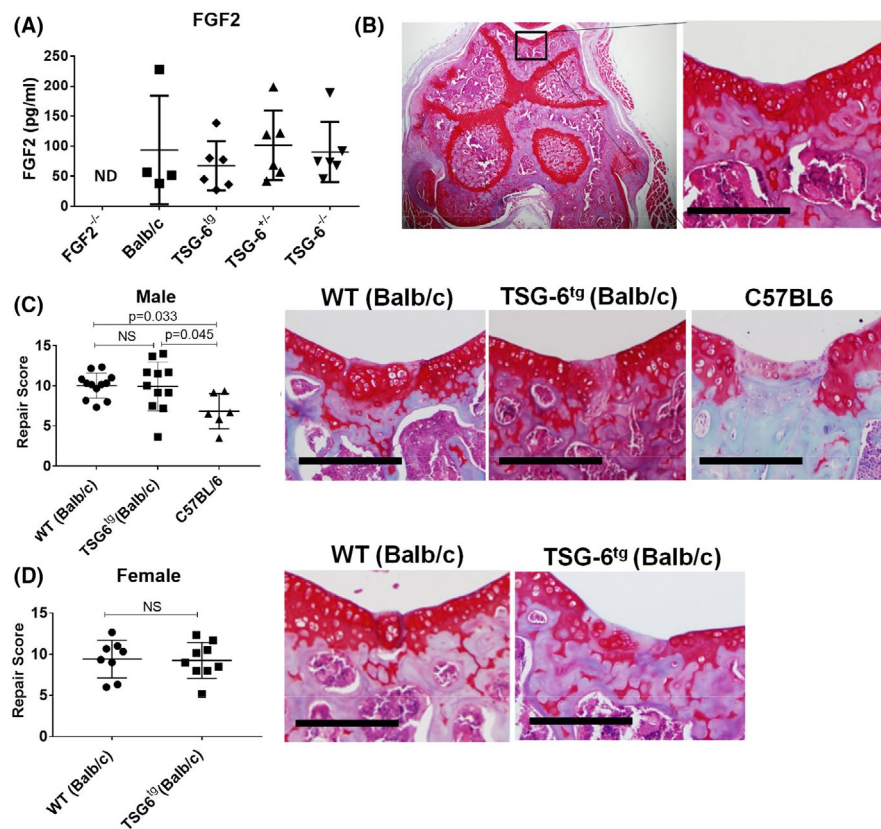 (A)
FGF2
FGF2 (pg/ml)
250
200
150
100
50
0
ND
FGF2-/-
Balb/c
TSG-6tg
TSG-6+/-
TSG-6-/-
(B)
(C)
Male
p=0.033
NS
p=0.045
Repair Score
15
10
5
0
WT (Balb/c)
TSG6tg (Balb/c)
C57BL/6
WT (Balb/c)
TSG-6tg (Balb/c)
C57BL6
(D)
Female
NS
Repair Score
15
10
5
0
WT (Balb/c)
TSG6tg (Balb/c)
WT (Balb/c)
TSG-6tg (Balb/c)